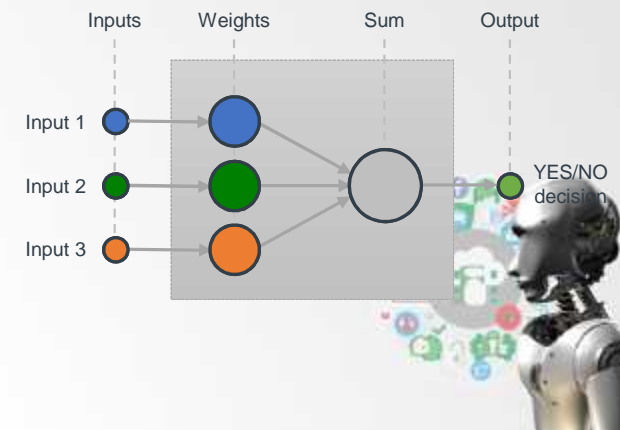 Inputs
Weights
Sum
Output
Input 1
Input 2
Input 3
YES/NO
decision